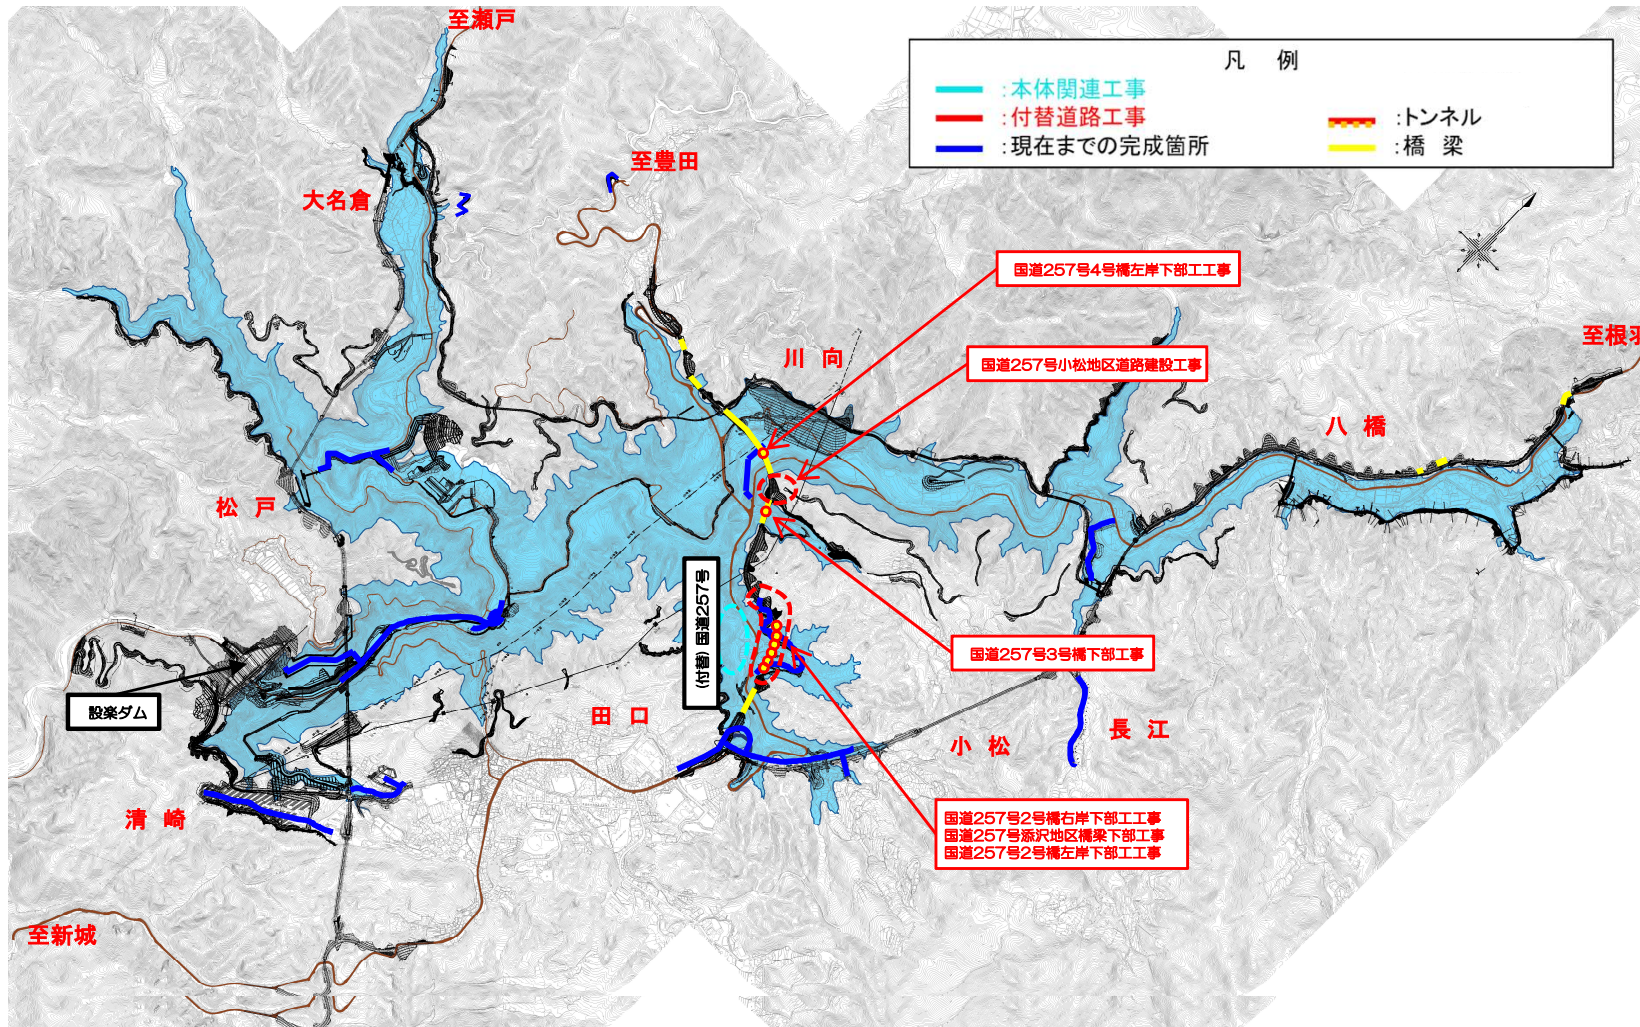 至瀬戸
凡 例
:本体関連工事
:付替道路工事
:トンネル
:現在までの完成箇所
:橋 梁
至豊田
大名倉
国道257号4号橋左岸下部工工事
至根羽
川 向
国道257号小松地区道路建設工事
八 橋
松 戸
(付替) 国道257号
国道257号3号橋下部工事
設楽ダム
田 口
小 松
長 江
清 崎
国道257号2号橋右岸下部工工事
国道257号添沢地区橋梁下部工事
国道257号2号橋左岸下部工工事
至新城